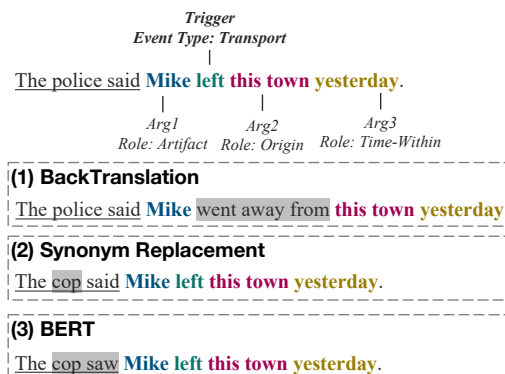 Trigger
Event Type: Transport
The police said Mike left this town yesterday.
Arg1 Arg2 Arg3
Role: Artifact Role: Origin Role: Time-Within
(1) BackTranslation
The police said Mike went away from this town yesterday
(2) Synonym Replacement
The cop said Mike left this town yesterday.
(3) BERT
The cop saw Mike left this town yesterday.